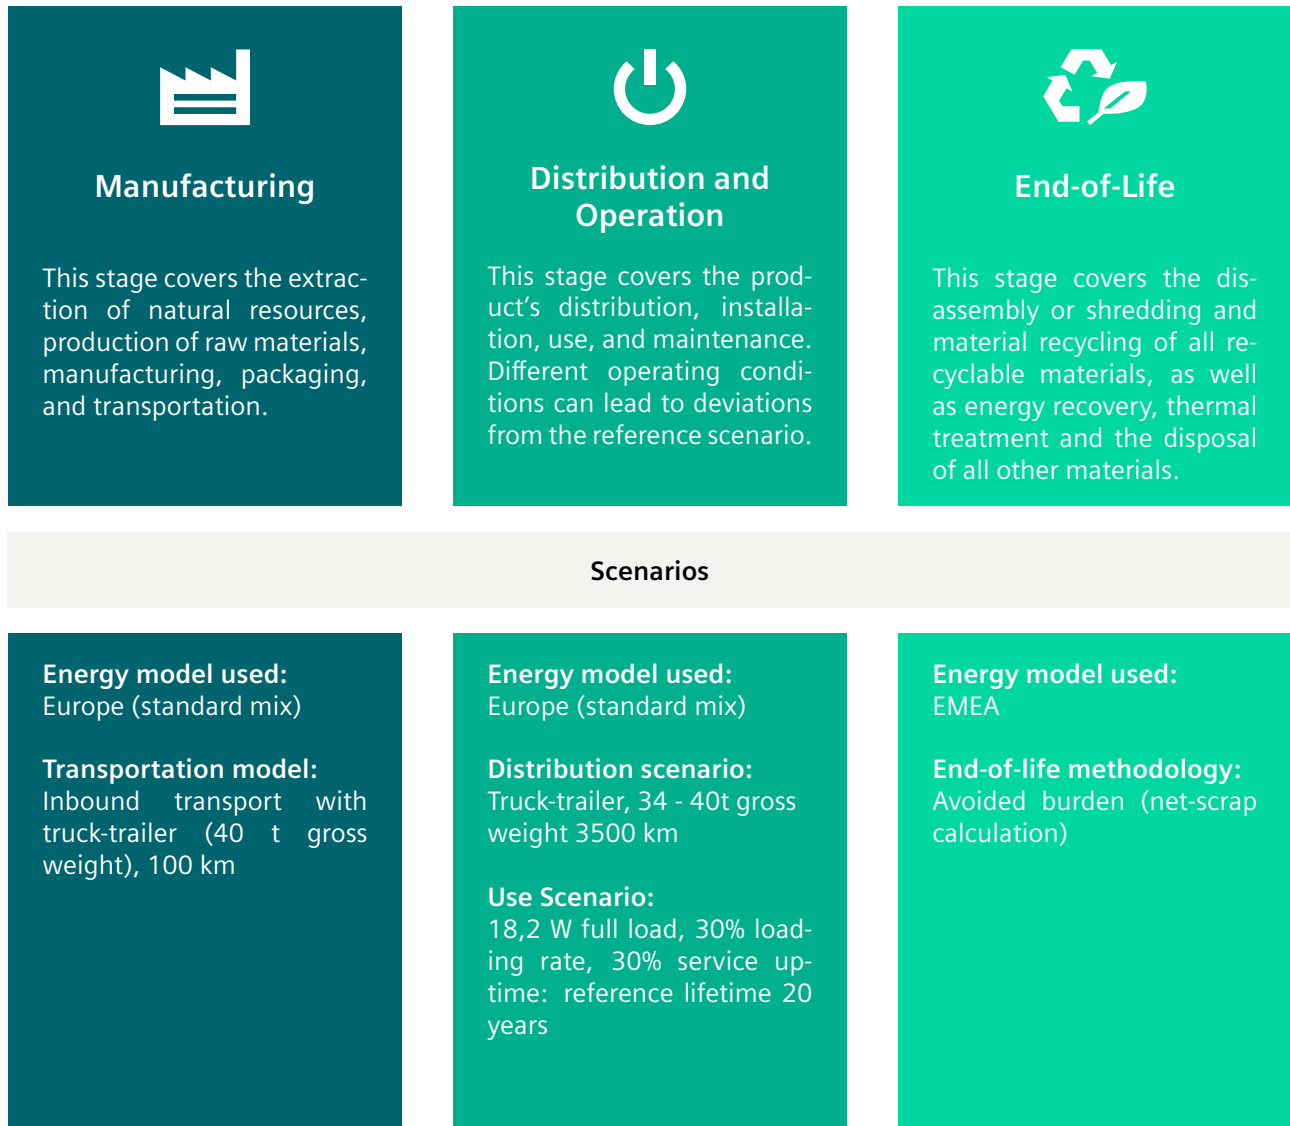 Manufacturing
This stage covers the extrac-
tion of natural resources,
production of raw materials,
manufacturing, packaging,
and transportation.
Distribution and
Operation
This stage covers the prod-
uct's distribution, installa-
tion, use, and maintenance.
Different operating condi-
tions can lead to deviations
from the reference scenario.
End-of-Life
This stage covers the dis-
assembly or shredding and
material recycling of all re-
cyclable materials, as well
as energy recovery, thermal
treatment and the disposal
of all other materials.
Scenarios
Energy model used:
Europe (standard mix)
Transportation model:
Inbound transport with
truck-trailer (40 t gross
weight), 100 km
Energy model used:
Europe (standard mix)
Distribution scenario:
Truck-trailer, 34 - 40t gross
weight 3500 km
Use Scenario:
18,2 W full load, 30% load-
ing rate, 30% service up-
time: reference lifetime 20
years
Energy model used:
EMEA
End-of-life methodology:
Avoided burden (net-scrap
calculation)